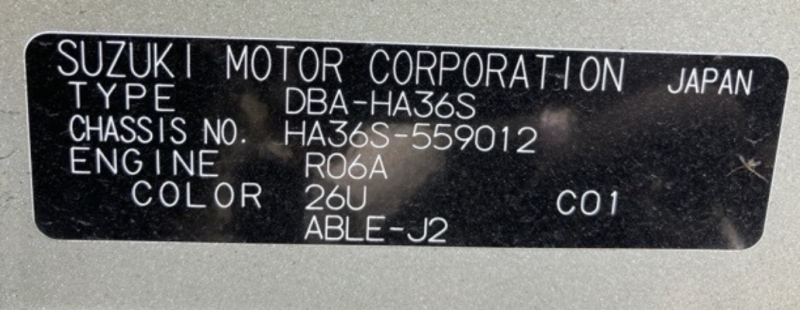 SUZUKI MOTOR CORPORATION JAPAN
TYPE DBA-HA36S
CHASSIS NO. HA36S-559012
ENGINE R06A
COLOR 26U C01
ABLE-J2